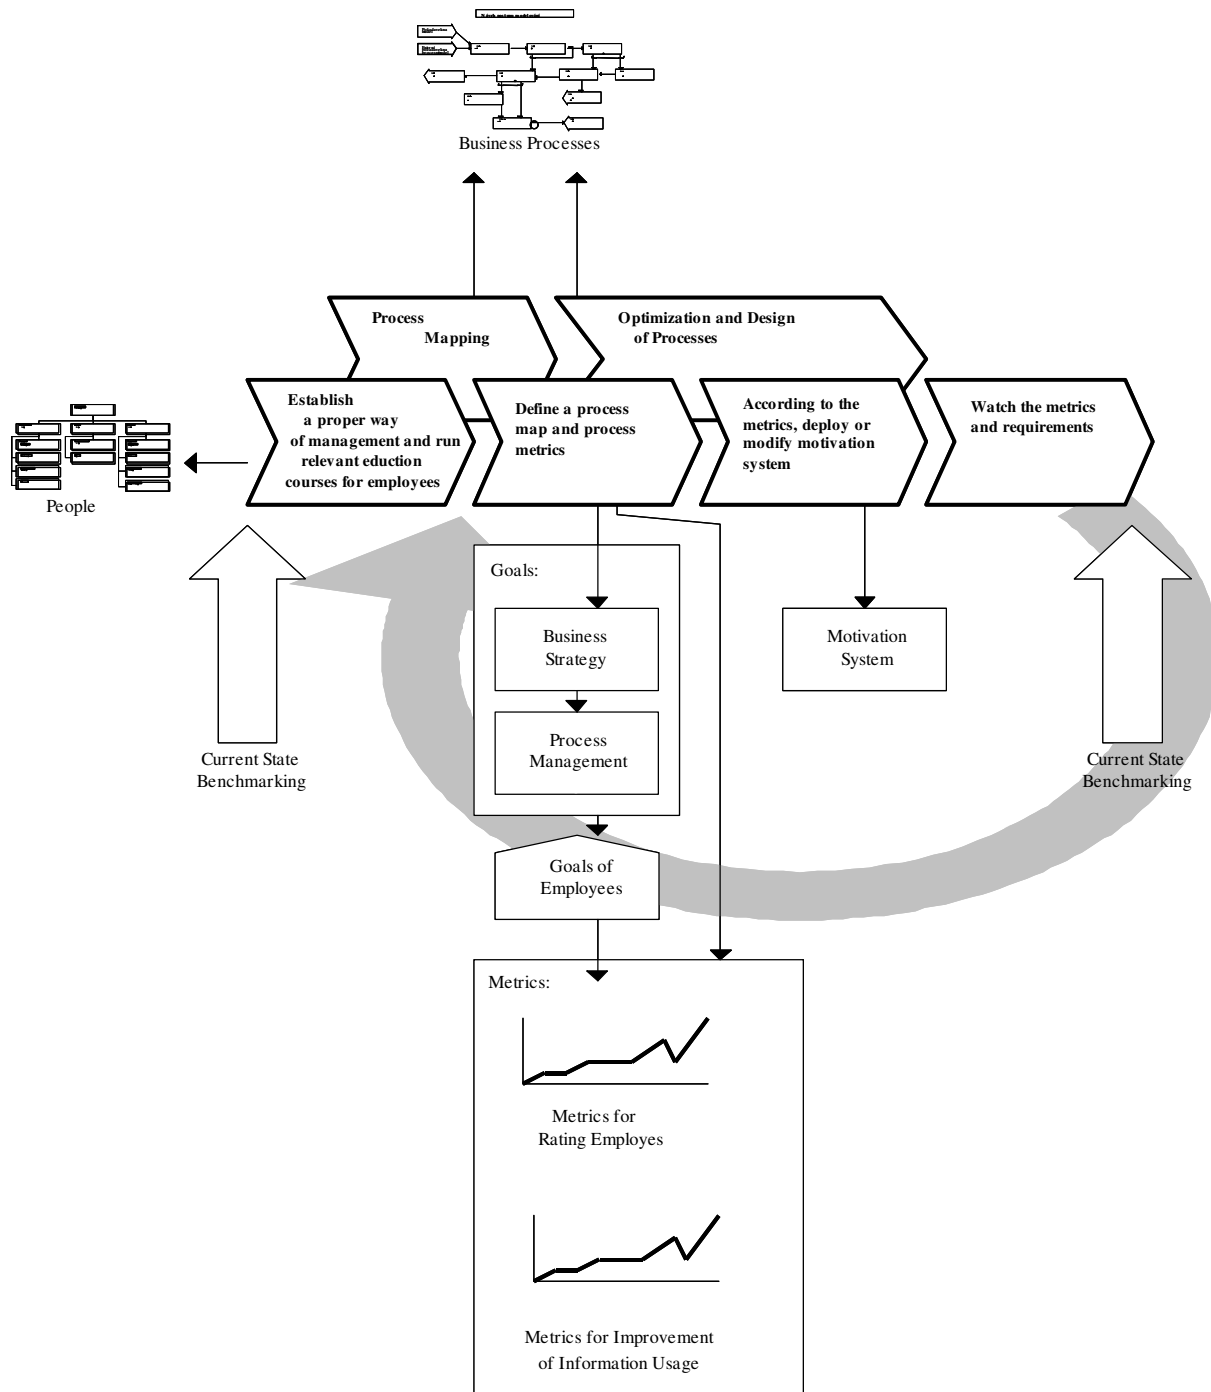 Business Processes
Process
Mapping
Optimization and Design
of Processes
Establish
a proper way
of management and run
relevant eduction
courses for employees
Define a process
map and process
metrics
According to the
metrics, deploy or
modify motivation
system
Watch the metrics
and requirements
People
Goals:
Business
Strategy
Process
Management
Motivation
System
Current State
Benchmarking
Current State
Benchmarking
Goals of
Employees
Metrics:
Metrics for
Rating Employes
Metrics for Improvement
of Information Usage